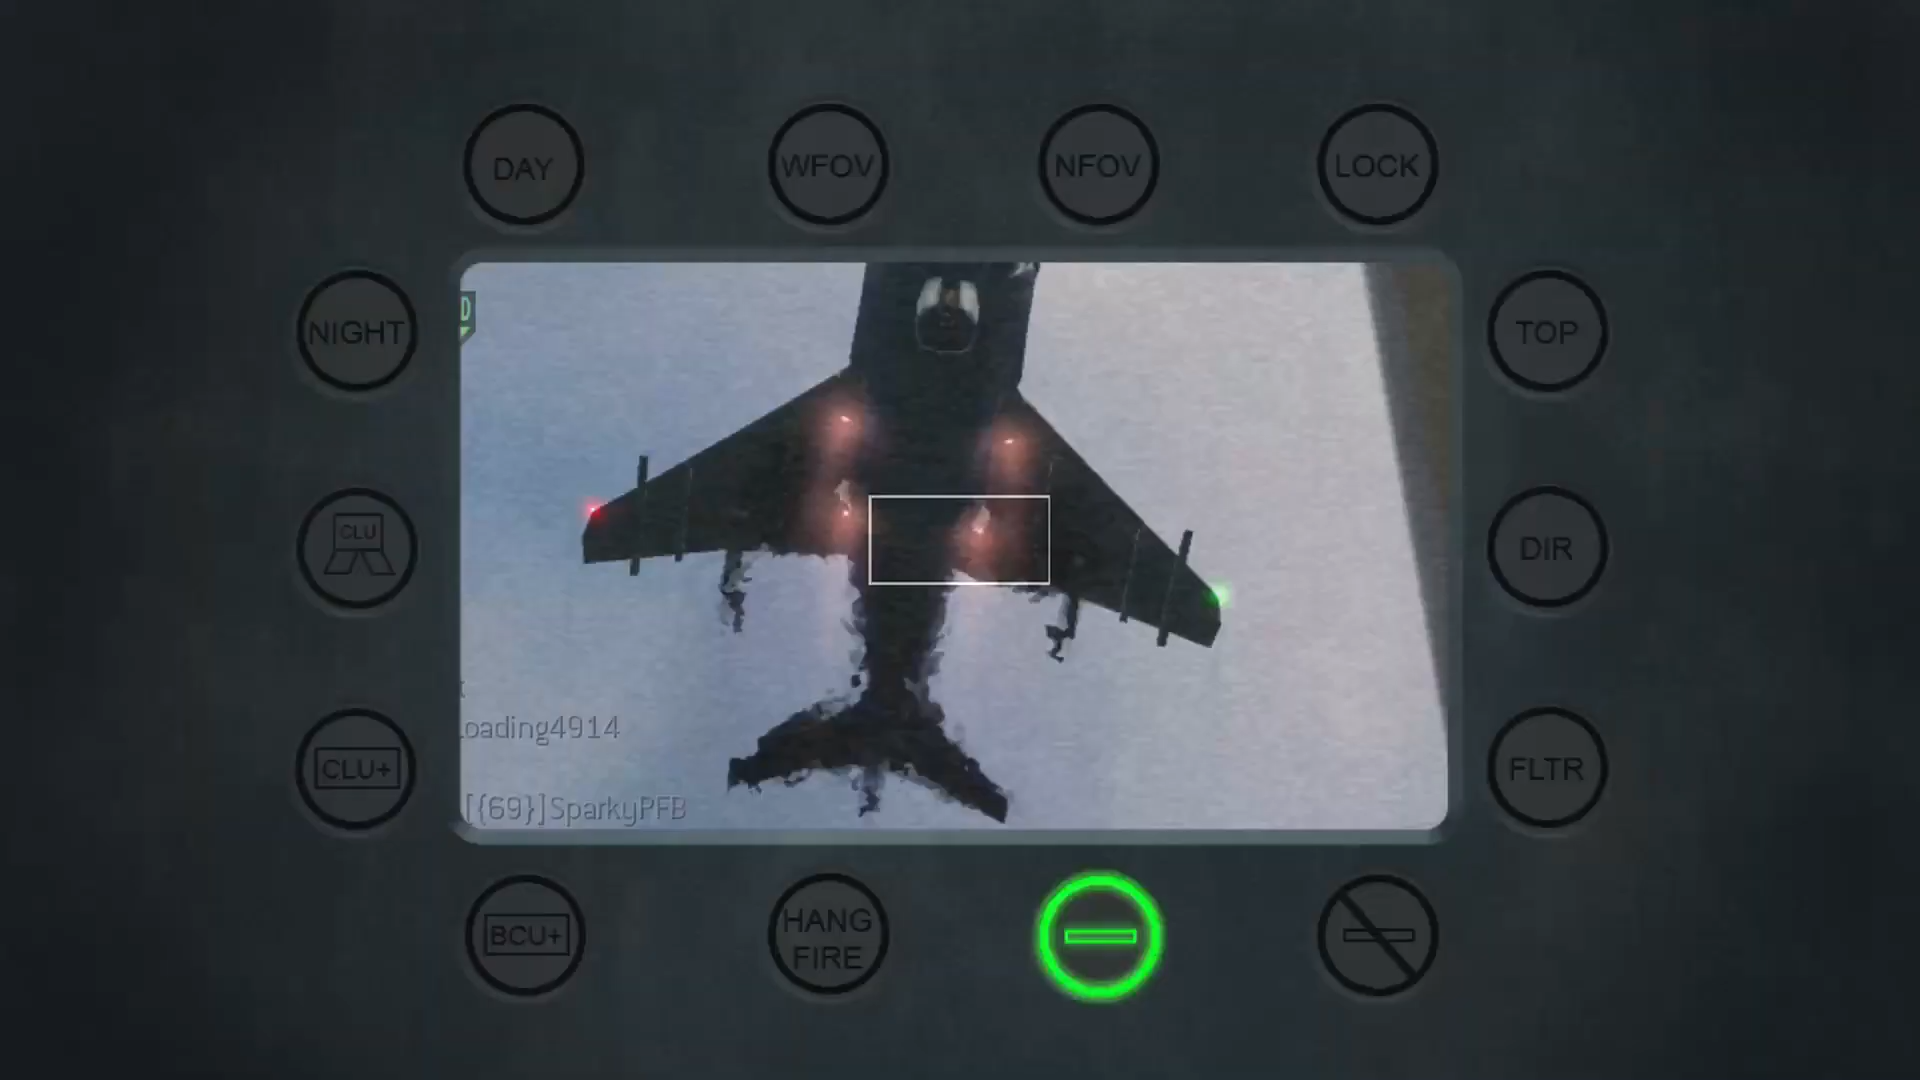 DAY
WFOV
NFOV
LOCK
NIGHT
TOP
D
CLU
DIR
oading4914
CLU+
FLTR
[{69}]SparkyPFB
BCU+
HANG
FIRE